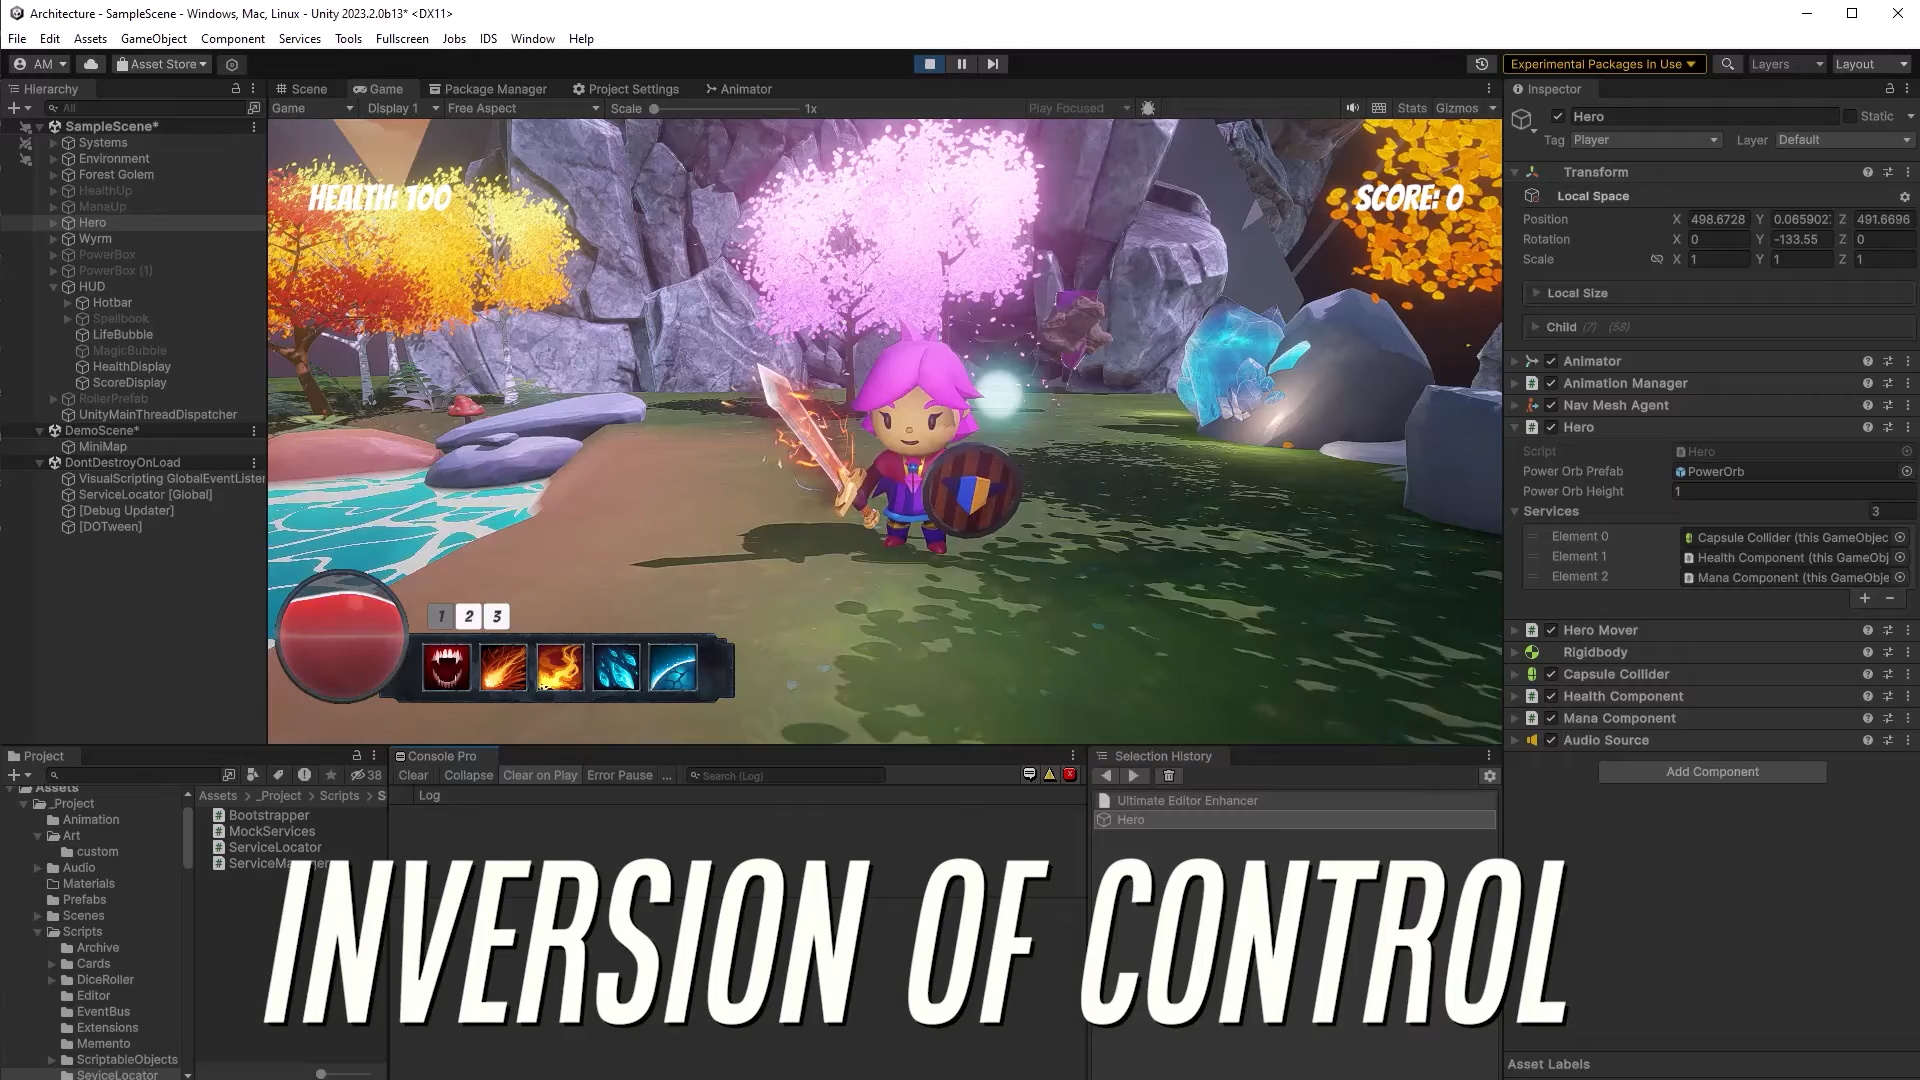 Architecture - SampleScene - Windows, Mac, Linux - Unity 2023.2.0b13* <DX11>
File Edit Assets GameObject Component Services Tools Fullscreen Jobs IDS Window Help
AM Asset Store Experimental Packages In Use Layers Layout
Hierarchy
All
SampleScene*
Systems
Environment
Forest Golem
HealthUp
ManaUp
Hero
Wyrm
PowerBox
PowerBox (1)
HUD
Hotbar
Spellbook
LifeBubble
MagicBubble
HealthDisplay
ScoreDisplay
RollerPrefab
UnityMainThreadDispatcher
DemoScene*
MiniMap
DontDestroyOnLoad
VisualScripting GlobalEventListe
ServiceLocator [Global]
[Debug Updater]
[DOTween]
Scene Game Package Manager Project Settings Animator
Game Display 1 Free Aspect Scale 1x Play Focused Stats Gizmos
HEALTH: 100
SCORE: 0
1 2 3
Inspector
Hero Static
Tag Player Layer Default
Transform
Local Space
Position X 498.6728 Y 0.065902 Z 491.6696
Rotation X 0 Y -133.55 Z 0
Scale X 1 Y 1 Z 1
Local Size
Child (7) (58)
Animator
Animation Manager
Nav Mesh Agent
Hero
Script Hero
Power Orb Prefab PowerOrb
Power Orb Height 1
Services 3
Element 0 Capsule Collider (this GameObjec
Element 1 Health Component (this GameObj
Element 2 Mana Component (this GameObje
+ −
Hero Mover
Rigidbody
Capsule Collider
Health Component
Mana Component
Audio Source
Add Component
Asset Labels
Project
38
Assets
_Project
Animation
Art
custom
Audio
Materials
Prefabs
Scenes
Scripts
Archive
Cards
DiceRoller
Editor
EventBus
Extensions
Memento
ScriptableObjects
SeviceLocator
Assets > _Project > Scripts > S
Bootstrapper
MockServices
ServiceLocator
ServiceManager
Console Pro
Clear Collapse Clear on Play Error Pause ... Search (Log)
Log
Selection History
Ultimate Editor Enhancer
Hero
INVERSION OF CONTROL